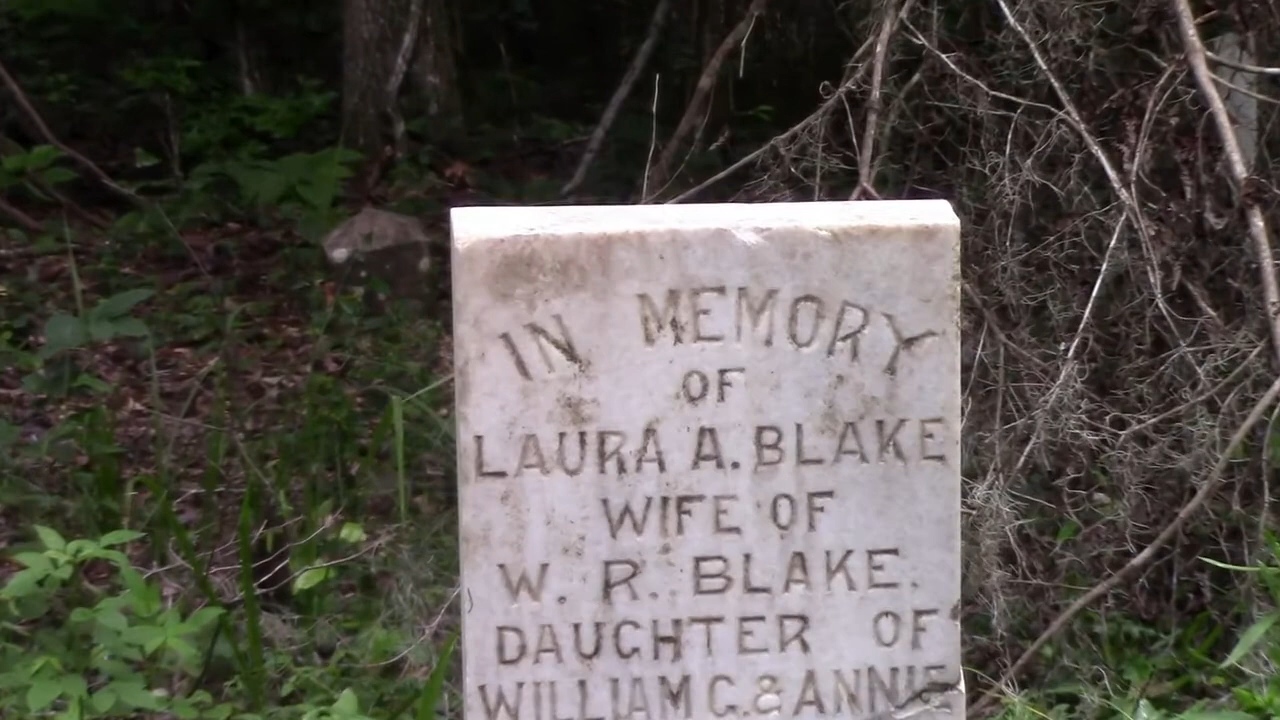 IN MEMORY
OF
LAURA A. BLAKE
WIFE OF
W. R. BLAKE.
DAUGHTER OF
WILLIAM G. & ANNIE